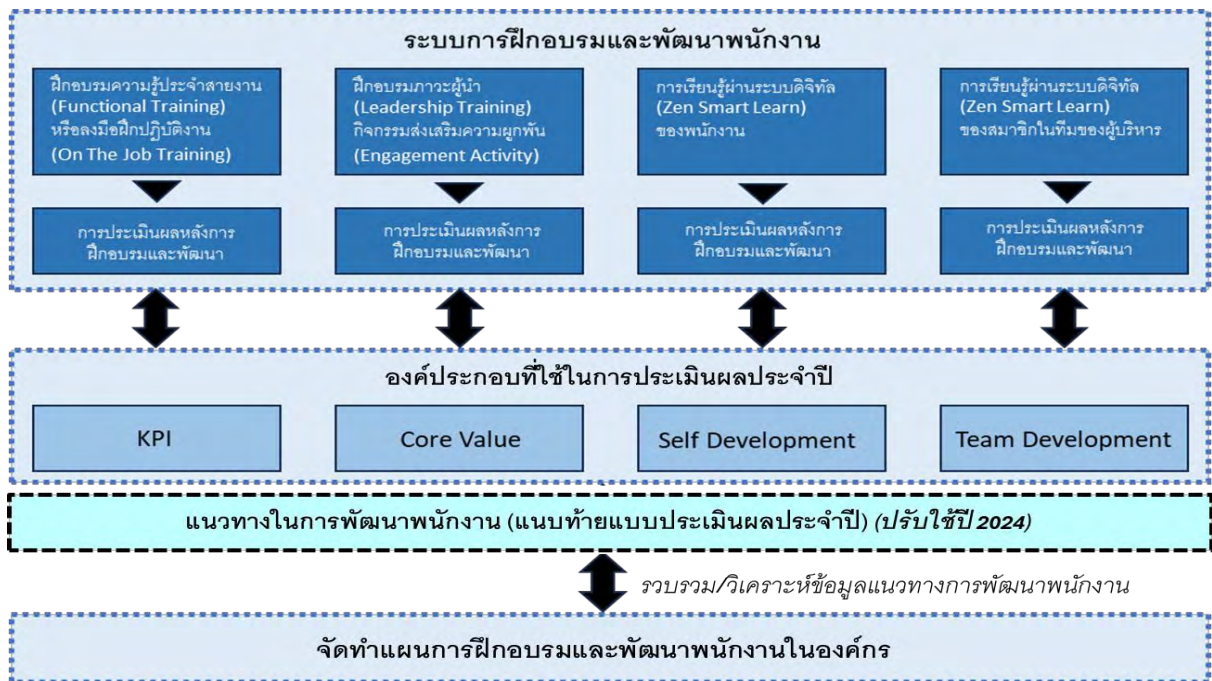 ระบบการฝึกอบรมและพัฒนาพนักงาน
ฝึกอบรมความรู้ประจำสายงาน
(Functional Training)
หรือลงมือฝึกปฏิบัติงาน
(On The Job Training)
ฝึกอบรมภาวะผู้นำ
(Leadership Training)
กิจกรรมส่งเสริมความผูกพัน
(Engagement Activity)
การเรียนรู้ผ่านระบบดิจิทัล
(Zen Smart Learn)
ของพนักงาน
การเรียนรู้ผ่านระบบดิจิทัล
(Zen Smart Learn)
ของสมาชิกในทีมของผู้บริหาร
การประเมินผลหลังการ
ฝึกอบรมและพัฒนา
การประเมินผลหลังการ
ฝึกอบรมและพัฒนา
การประเมินผลหลังการ
ฝึกอบรมและพัฒนา
การประเมินผลหลังการ
ฝึกอบรมและพัฒนา
องค์ประกอบที่ใช้ในการประเมินผลประจำปี
KPI
Core Value
Self Development
Team Development
แนวทางในการพัฒนาพนักงาน (แนบท้ายแบบประเมินผลประจำปี) (ปรับใช้ปี 2024)
รวบรวม/วิเคราะห์ข้อมูลแนวทางการพัฒนาพนักงาน
จัดทำแผนการฝึกอบรมและพัฒนาพนักงานในองค์กร